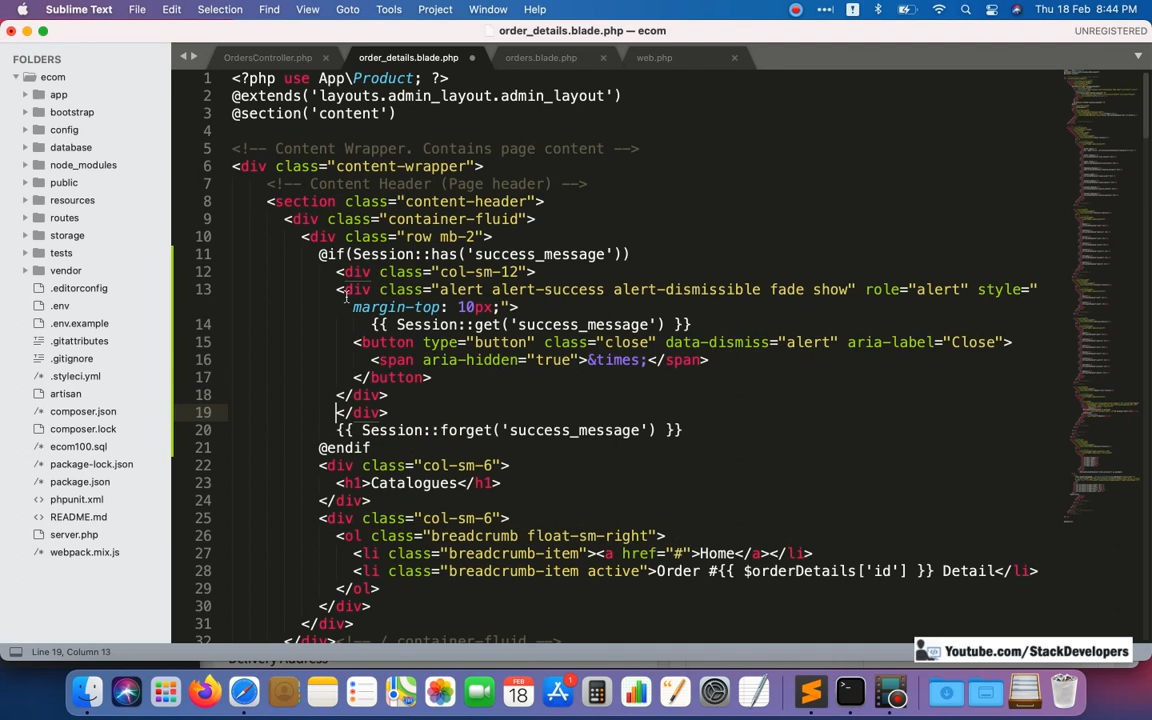 Sublime Text File Edit Selection Find View Goto Tools Project Window Help Thu 18 Feb 8:44 PM
order_details.blade.php — ecom UNREGISTERED
FOLDERS
ecom
app
bootstrap
config
database
node_modules
public
resources
routes
storage
tests
vendor
.editorconfig
.env
.env.example
.gitattributes
.gitignore
.styleci.yml
artisan
composer.json
composer.lock
ecom100.sql
package-lock.json
package.json
phpunit.xml
README.md
server.php
webpack.mix.js
OrdersController.php order_details.blade.php orders.blade.php web.php
1 <?php use App\Product; ?>
2 @extends('layouts.admin_layout.admin_layout')
3 @section('content')
4
5 <!-- Content Wrapper. Contains page content -->
6 <div class="content-wrapper">
7 <!-- Content Header (Page header) -->
8 <section class="content-header">
9 <div class="container-fluid">
10 <div class="row mb-2">
11 @if(Session::has('success_message'))
12 <div class="col-sm-12">
13 <div class="alert alert-success alert-dismissible fade show" role="alert" style="
margin-top: 10px;">
14 {{ Session::get('success_message') }}
15 <button type="button" class="close" data-dismiss="alert" aria-label="Close">
16 <span aria-hidden="true">&times;</span>
17 </button>
18 </div>
19 </div>
20 {{ Session::forget('success_message') }}
21 @endif
22 <div class="col-sm-6">
23 <h1>Catalogues</h1>
24 </div>
25 <div class="col-sm-6">
26 <ol class="breadcrumb float-sm-right">
27 <li class="breadcrumb-item"><a href="#">Home</a></li>
28 <li class="breadcrumb-item active">Order #{{ $orderDetails['id'] }} Detail</li>
29 </ol>
30 </div>
31 </div>
32 </div><!-- / container-fluid -->
Line 19, Column 13
Youtube.com/StackDevelopers
Delivery Address
FEB
18
1